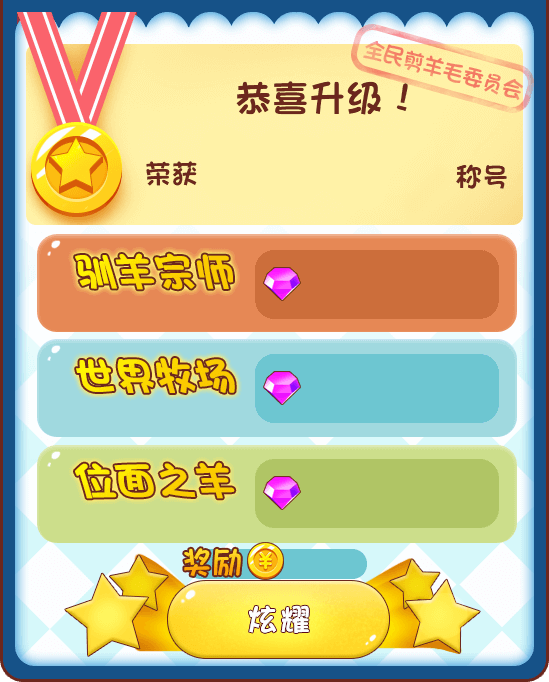 全民剪羊毛委员会
恭喜升级！
荣获 称号
驯羊宗师
世界牧场
位面之羊
奖励 ¥
炫耀